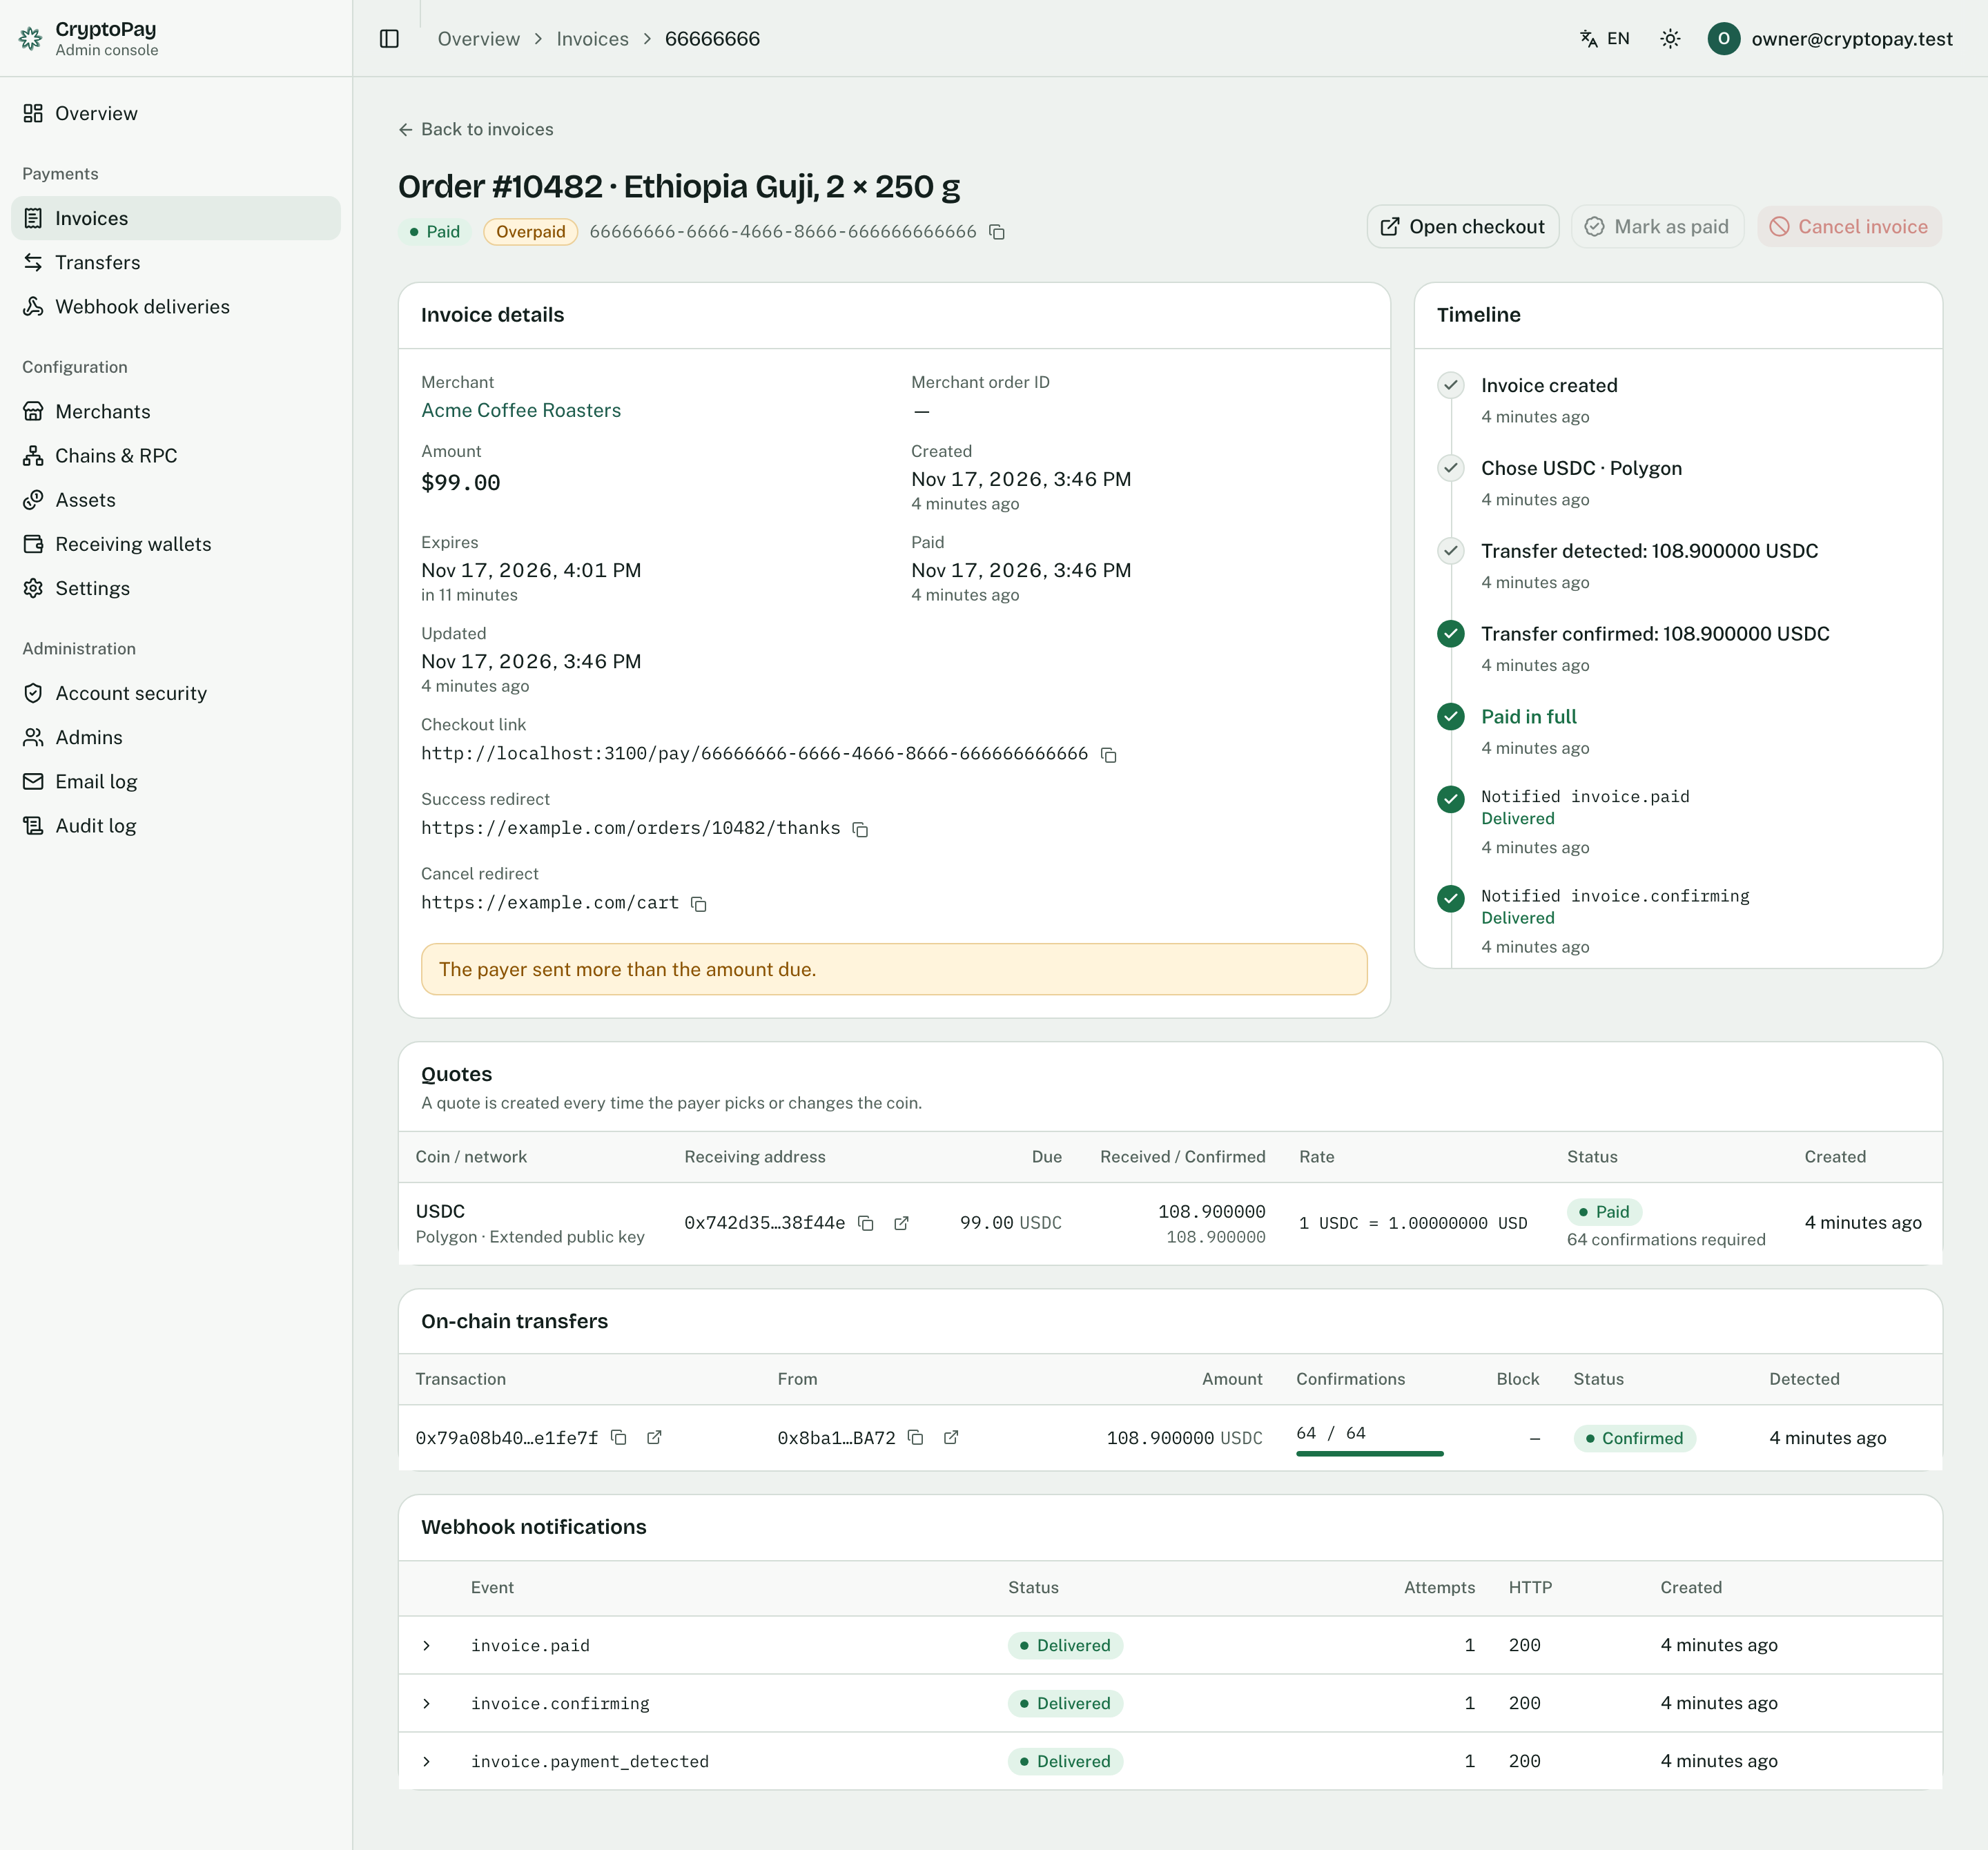 CryptoPay
Admin console
Overview
Payments
Invoices
Transfers
Webhook deliveries
Configuration
Merchants
Chains & RPC
Assets
Receiving wallets
Settings
Administration
Account security
Admins
Email log
Audit log
Overview > Invoices > 66666666
EN
O
owner@cryptopay.test
← Back to invoices
Order #10482 · Ethiopia Guji, 2 × 250 g
Paid
Overpaid
66666666-6666-4666-8666-666666666666
Open checkout
Mark as paid
Cancel invoice
Invoice details
Merchant
Acme Coffee Roasters
Merchant order ID
—
Amount
$99.00
Created
Nov 17, 2026, 3:46 PM
4 minutes ago
Expires
Nov 17, 2026, 4:01 PM
in 11 minutes
Paid
Nov 17, 2026, 3:46 PM
4 minutes ago
Updated
Nov 17, 2026, 3:46 PM
4 minutes ago
Checkout link
http://localhost:3100/pay/66666666-6666-4666-8666-666666666666
Success redirect
https://example.com/orders/10482/thanks
Cancel redirect
https://example.com/cart
The payer sent more than the amount due.
Timeline
Invoice created
4 minutes ago
Chose USDC · Polygon
4 minutes ago
Transfer detected: 108.900000 USDC
4 minutes ago
Transfer confirmed: 108.900000 USDC
4 minutes ago
Paid in full
4 minutes ago
Notified invoice.paid
Delivered
4 minutes ago
Notified invoice.confirming
Delivered
4 minutes ago
Quotes
A quote is created every time the payer picks or changes the coin.
Coin / network Receiving address Due Received / Confirmed Rate Status Created
USDC
Polygon · Extended public key
0x742d35…38f44e
99.00 USDC
108.900000
108.900000
1 USDC = 1.00000000 USD
Paid
64 confirmations required
4 minutes ago
On-chain transfers
Transaction From Amount Confirmations Block Status Detected
0x79a08b40…e1fe7f 0x8ba1…BA72 108.900000 USDC 64 / 64 – Confirmed 4 minutes ago
Webhook notifications
Event Status Attempts HTTP Created
invoice.paid Delivered 1 200 4 minutes ago
invoice.confirming Delivered 1 200 4 minutes ago
invoice.payment_detected Delivered 1 200 4 minutes ago